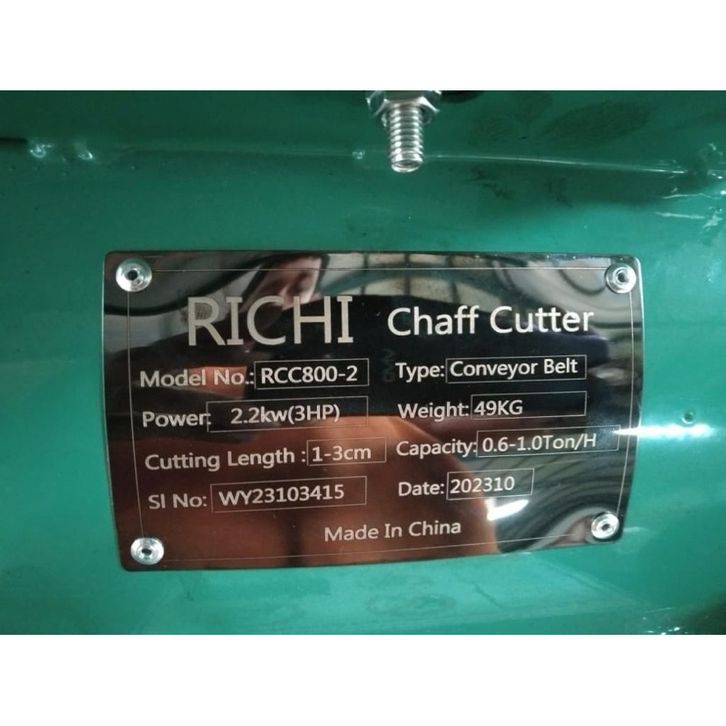 RICHI Chaff Cutter
Model No.: RCC800-2 Type: Conveyor Belt
Power: 2.2kw(3HP) Weight: 49KG
Cutting Length : 1-3cm Capacity: 0.6-1.0Ton/H
SI No: WY23103415 Date: 202310
Made In China